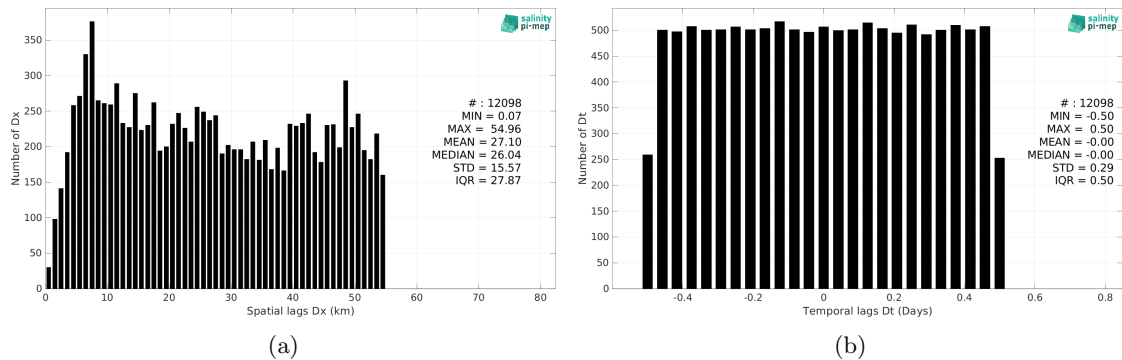 salinity
pi-mep
350
300
250
200
150
100
50
0
Number of Dx
# : 12098
MIN = 0.07
MAX = 54.96
MEAN = 27.10
MEDIAN = 26.04
STD = 15.57
IQR = 27.87
0 10 20 30 40 50 60 70 80
Spatial lags Dx (km)
(a)
salinity
pi-mep
500
450
400
350
300
250
200
150
100
50
0
Number of Dt
# : 12098
MIN = -0.50
MAX = 0.50
MEAN = -0.00
MEDIAN = -0.00
STD = 0.29
IQR = 0.50
-0.4 -0.2 0 0.2 0.4 0.6 0.8
Temporal lags Dt (Days)
(b)